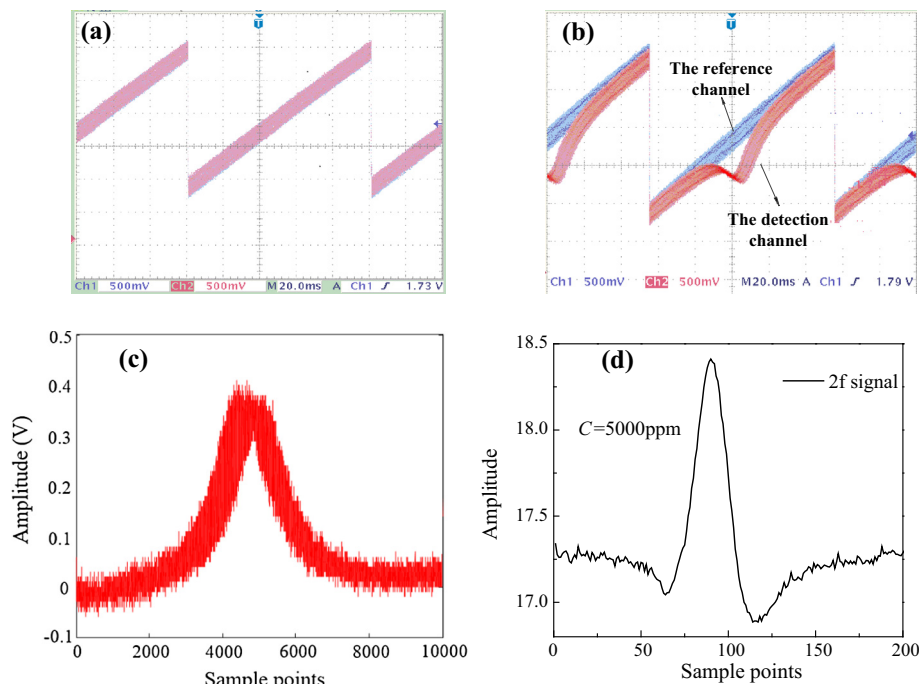 (a)
T
Ch1 500mV Ch2 500mV M 20.0ms A Ch1 ʃ 1.73 V
(b)
T
The reference
channel
The detection
channel
Ch1 500mV Ch2 500mV M 20.0ms A Ch1 ʃ 1.79 V
(c)
Amplitude (V)
0.5
0.4
0.3
0.2
0.1
0
-0.1
0 2000 4000 6000 8000 10000
Sample points
(d)
2f signal
C=5000ppm
Amplitude
18.5
18.0
17.5
17.0
0 50 100 150 200
Sample points